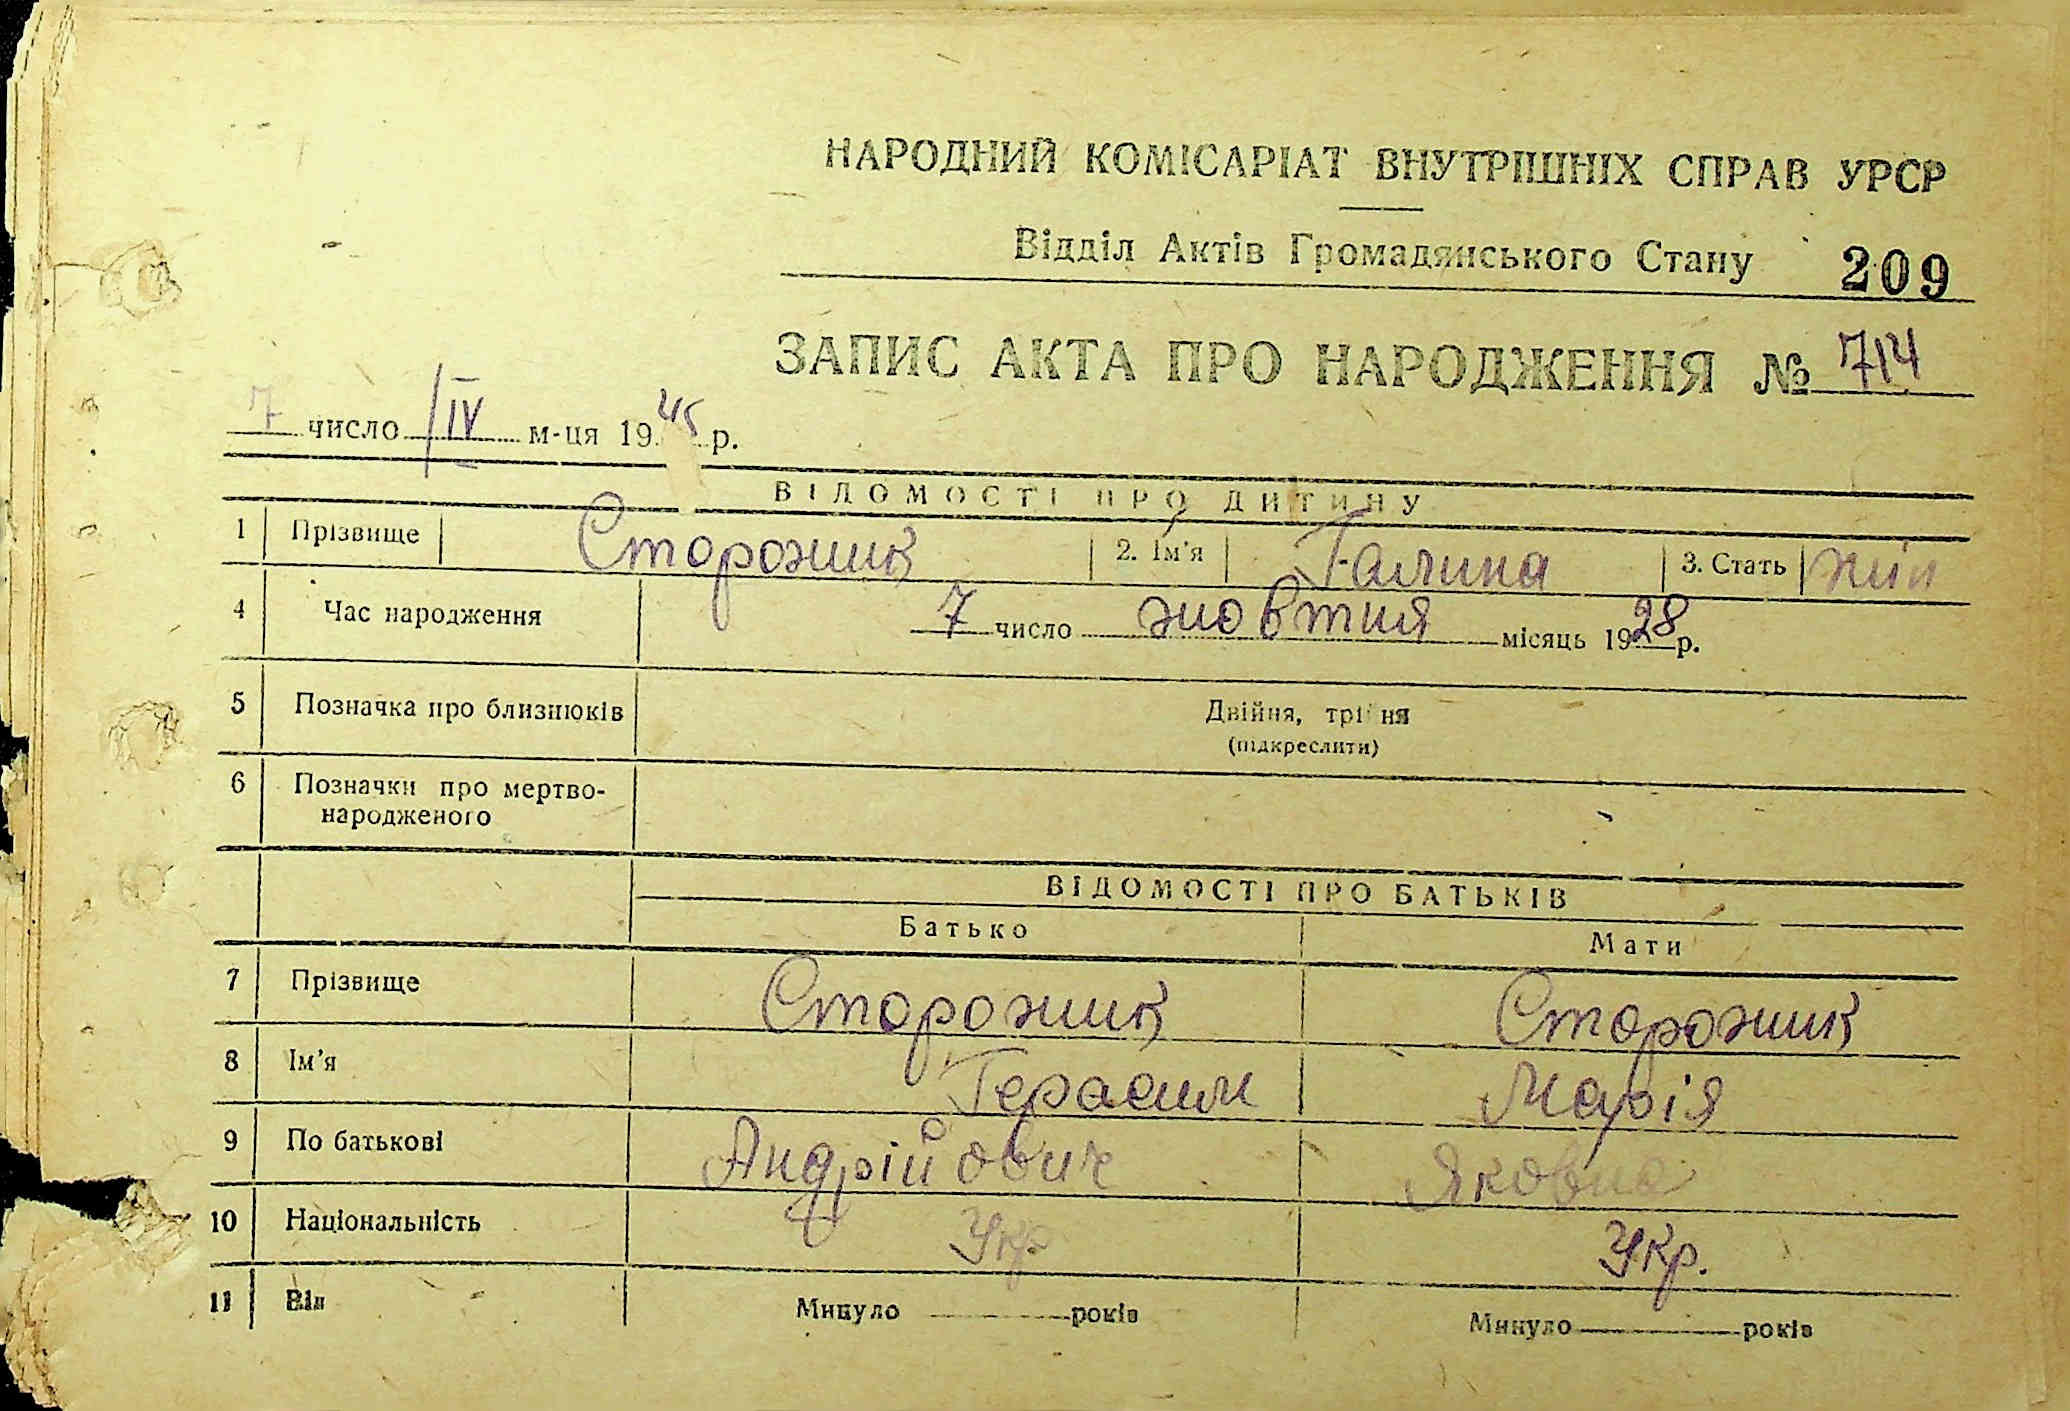 НАРОДНИЙ КОМІСАРІАТ ВНУТРІШНІХ СПРАВ УРСР
Відділ Актів Громадянського Стану 209
ЗАПИС АКТА ПРО НАРОДЖЕННЯ № 714
7 число IV м-ця 1945 р.
ВІДОМОСТІ ПРО ДИТИНУ
1 Прізвище Сторожик 2. Ім'я Галина 3. Стать жін
4 Час народження 7 число жовтня місяць 1928 р.
5 Позначка про близнюків Двійня, трійня
(підкреслити)
6 Позначки про мертво-
народженого
ВІДОМОСТІ ПРО БАТЬКІВ
Батько Мати
7 Прізвище Сторожик Сторожик
8 Ім'я Герасим Марія
9 По батькові Андрійович Яковна
10 Національність Укр Укр.
11 Вік Минуло років Минуло років